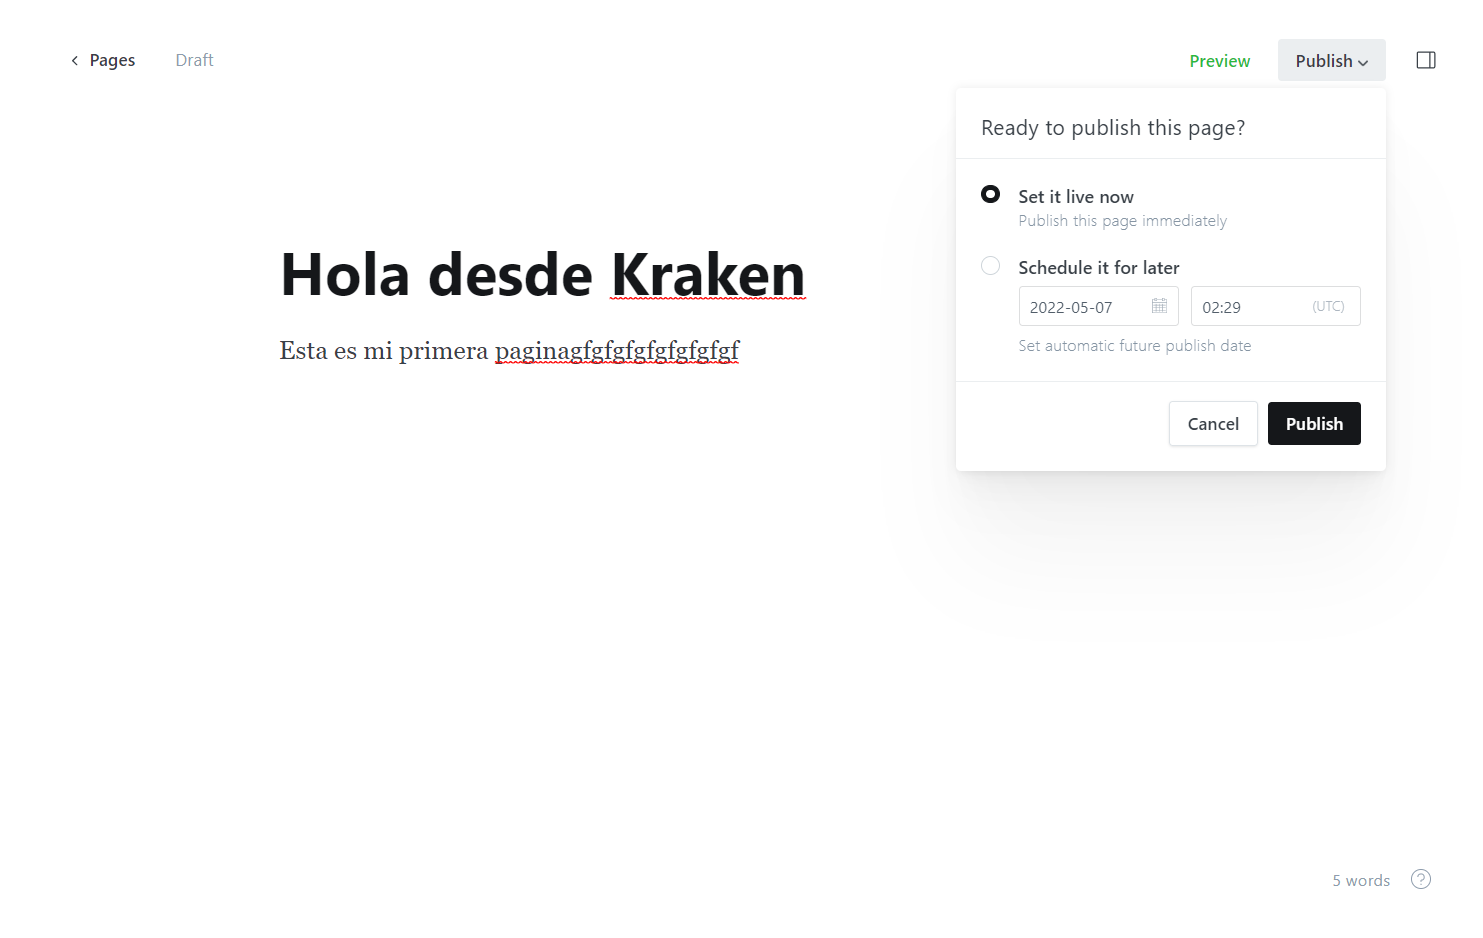 Pages
Draft
Preview
Publish
Ready to publish this page?
Set it live now
Publish this page immediately
Schedule it for later
2022-05-07
02:29
(UTC)
Set automatic future publish date
Cancel
Publish
Hola desde Kraken
Esta es mi primera paginagfgfgfgfgfgfgfgf
5 words
?